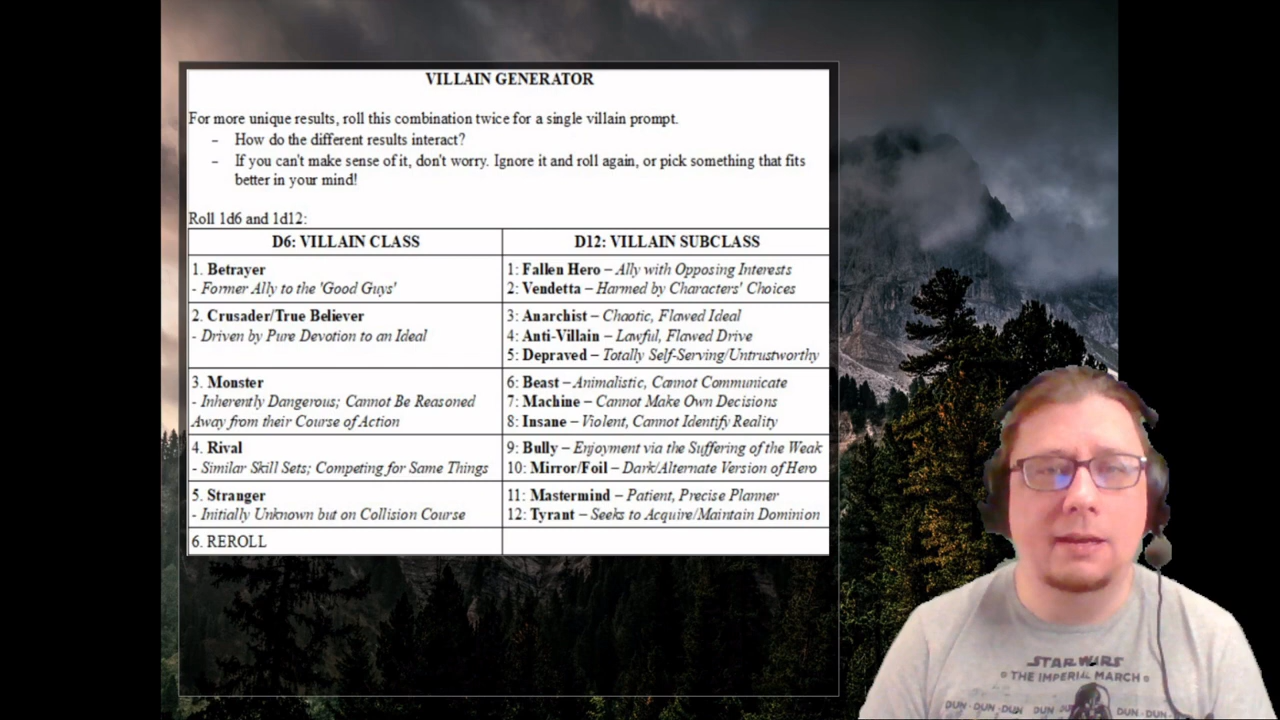 VILLAIN GENERATOR
For more unique results, roll this combination twice for a single villain prompt.
- How do the different results interact?
- If you can't make sense of it, don't worry. Ignore it and roll again, or pick something that fits
better in your mind!
Roll 1d6 and 1d12:
D6: VILLAIN CLASS
D12: VILLAIN SUBCLASS
1. Betrayer
- Former Ally to the 'Good Guys'
1: Fallen Hero – Ally with Opposing Interests
2: Vendetta – Harmed by Characters' Choices
2. Crusader/True Believer
- Driven by Pure Devotion to an Ideal
3: Anarchist – Chaotic, Flawed Ideal
4: Anti-Villain – Lawful, Flawed Drive
5: Depraved – Totally Self-Serving/Untrustworthy
3. Monster
- Inherently Dangerous; Cannot Be Reasoned
Away from their Course of Action
6: Beast – Animalistic, Cannot Communicate
7: Machine – Cannot Make Own Decisions
8: Insane – Violent, Cannot Identify Reality
4. Rival
- Similar Skill Sets; Competing for Same Things
9: Bully – Enjoyment via the Suffering of the Weak
10: Mirror/Foil – Dark/Alternate Version of Hero
5. Stranger
- Initially Unknown but on Collision Course
11: Mastermind – Patient, Precise Planner
12: Tyrant – Seeks to Acquire/Maintain Dominion
6. REROLL
STAR WARS
THE IMPERIAL MARCH
DUN - DUN - DUN DUN